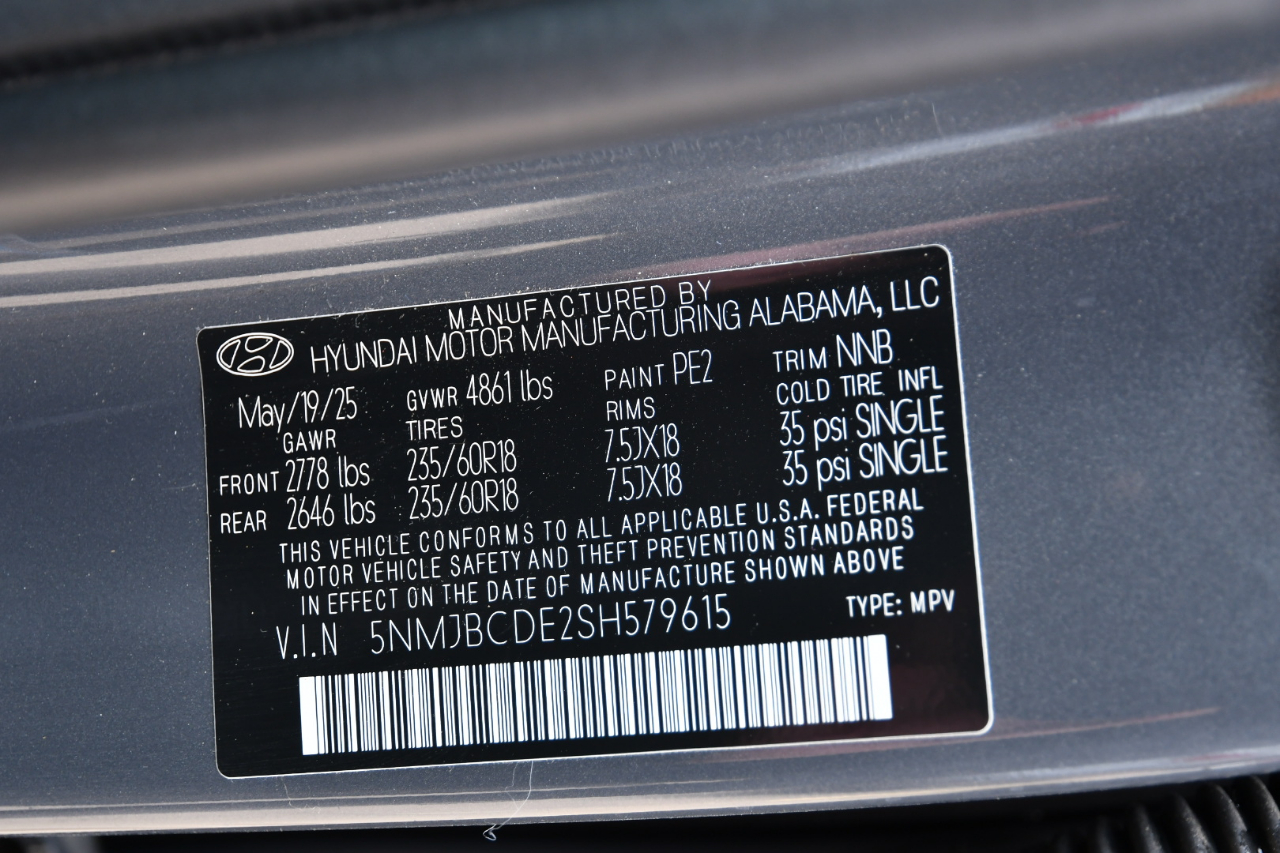 MANUFACTURED BY
HYUNDAI MOTOR MANUFACTURING ALABAMA, LLC
May/19/25 GVWR 4861 lbs PAINT PE2 TRIM NNB
GAWR TIRES RIMS COLD TIRE INFL
FRONT 2778 lbs 235/60R18 7.5JX18 35 psi SINGLE
REAR 2646 lbs 235/60R18 7.5JX18 35 psi SINGLE
THIS VEHICLE CONFORMS TO ALL APPLICABLE U.S.A. FEDERAL
MOTOR VEHICLE SAFETY AND THEFT PREVENTION STANDARDS
IN EFFECT ON THE DATE OF MANUFACTURE SHOWN ABOVE
V.I.N 5NMJBCDE2SH579615 TYPE: MPV